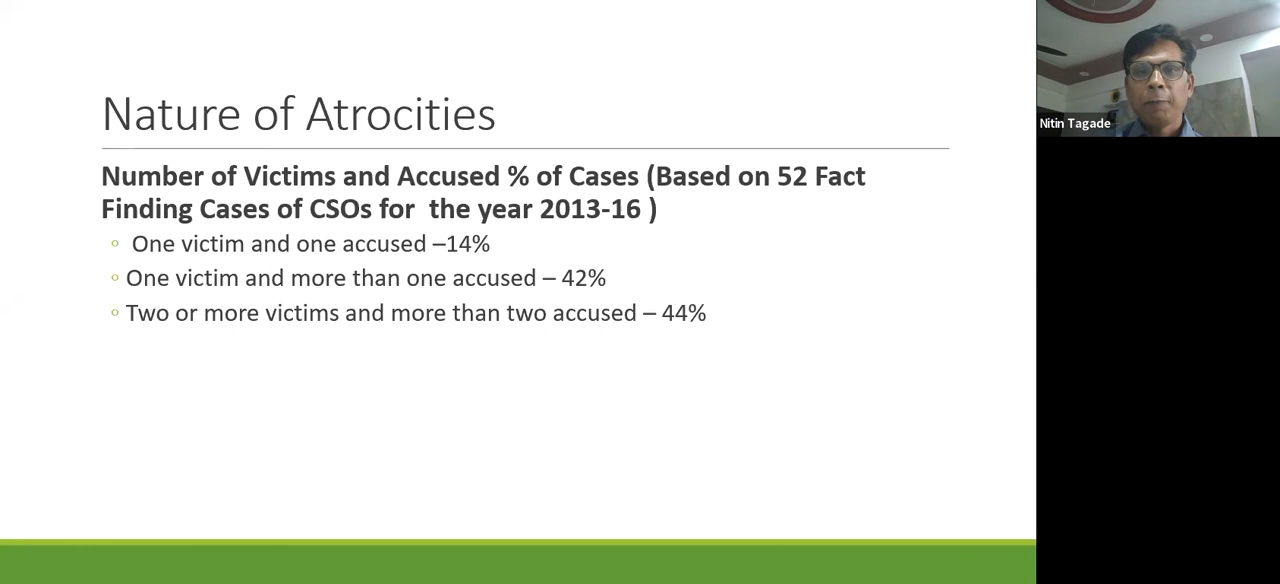 Nature of Atrocities
Number of Victims and Accused % of Cases (Based on 52 Fact
Finding Cases of CSOs for  the year 2013-16 )
◦ One victim and one accused –14%
◦ One victim and more than one accused – 42%
◦ Two or more victims and more than two accused – 44%
Nitin Tagade